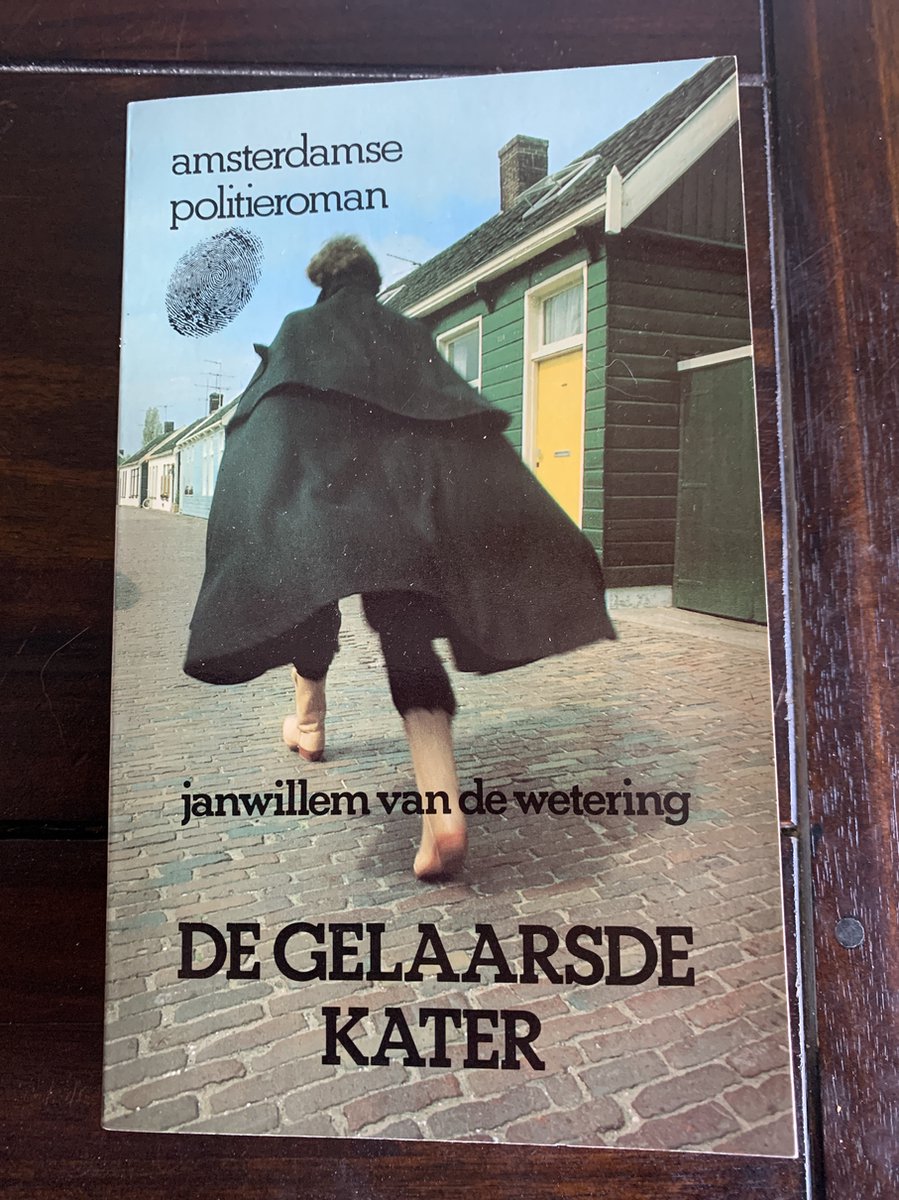 amsterdamse
politieroman
janwillem van de wetering
DE GELAARSDE
KATER